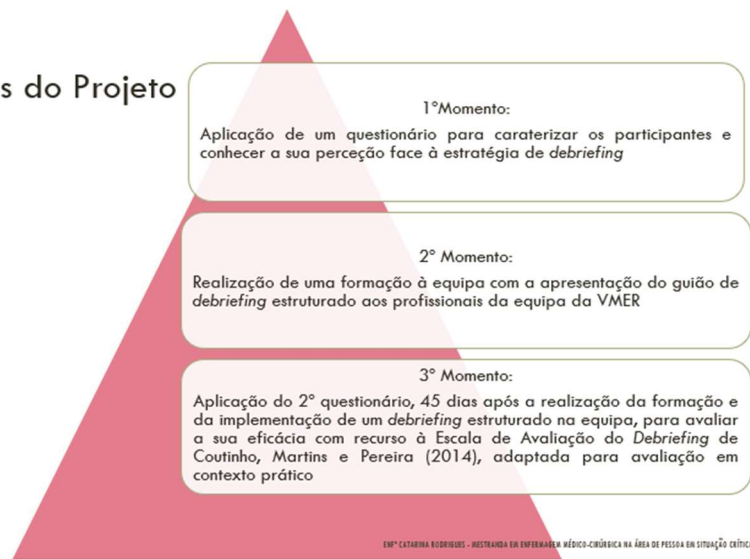 s do Projeto
1ºMomento:
Aplicação de um questionário para caraterizar os participantes e
conhecer a sua perceção face à estratégia de debriefing
2º Momento:
Realização de uma formação à equipa com a apresentação do guião de
debriefing estruturado aos profissionais da equipa da VMER
3º Momento:
Aplicação do 2º questionário, 45 dias após a realização da formação e
da implementação de um debriefing estruturado na equipa, para avaliar
a sua eficácia com recurso à Escala de Avaliação do Debriefing de
Coutinho, Martins e Pereira (2014), adaptada para avaliação em
contexto prático
ENFª CATARINA RODRIGUES - MESTRANDA EM ENFERMAGEM MÉDICO-CIRÚRGICA NA ÁREA DE PESSOA EM SITUAÇÃO CRÍTIC